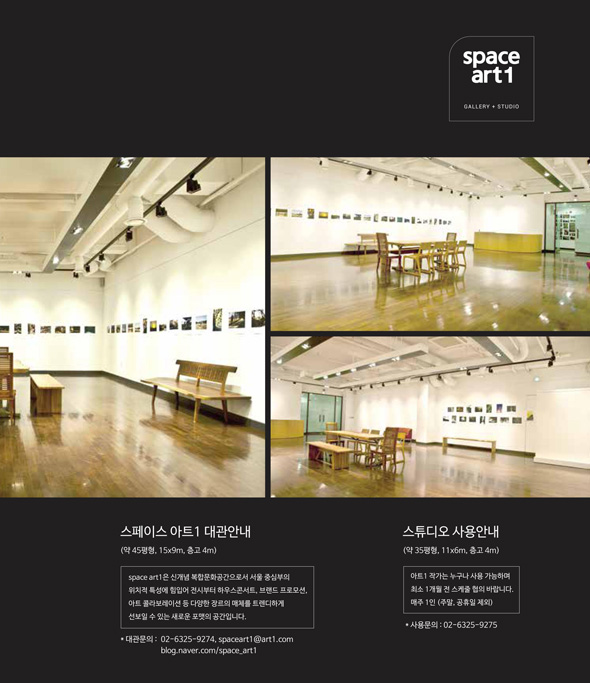 space
art1
GALLERY + STUDIO
스페이스 아트1 대관안내
(약 45평형, 15x9m, 층고 4m)
space art1은 신개념 복합문화공간으로서 서울 중심부의
위치적 특성에 힘입어 전시부터 하우스콘서트, 브랜드 프로모션,
아트 콜라보레이션 등 다양한 장르의 매체를 트렌디하게
선보일 수 있는 새로운 포맷의 공간입니다.
* 대관문의 : 02-6325-9274, spaceart1@art1.com
blog.naver.com/space_art1
스튜디오 사용안내
(약 35평형, 11x6m, 층고 4m)
아트1 작가는 누구나 사용 가능하며
최소 1개월 전 스케줄 협의 바랍니다.
매주 1인 (주말, 공휴일 제외)
* 사용문의 : 02-6325-9275